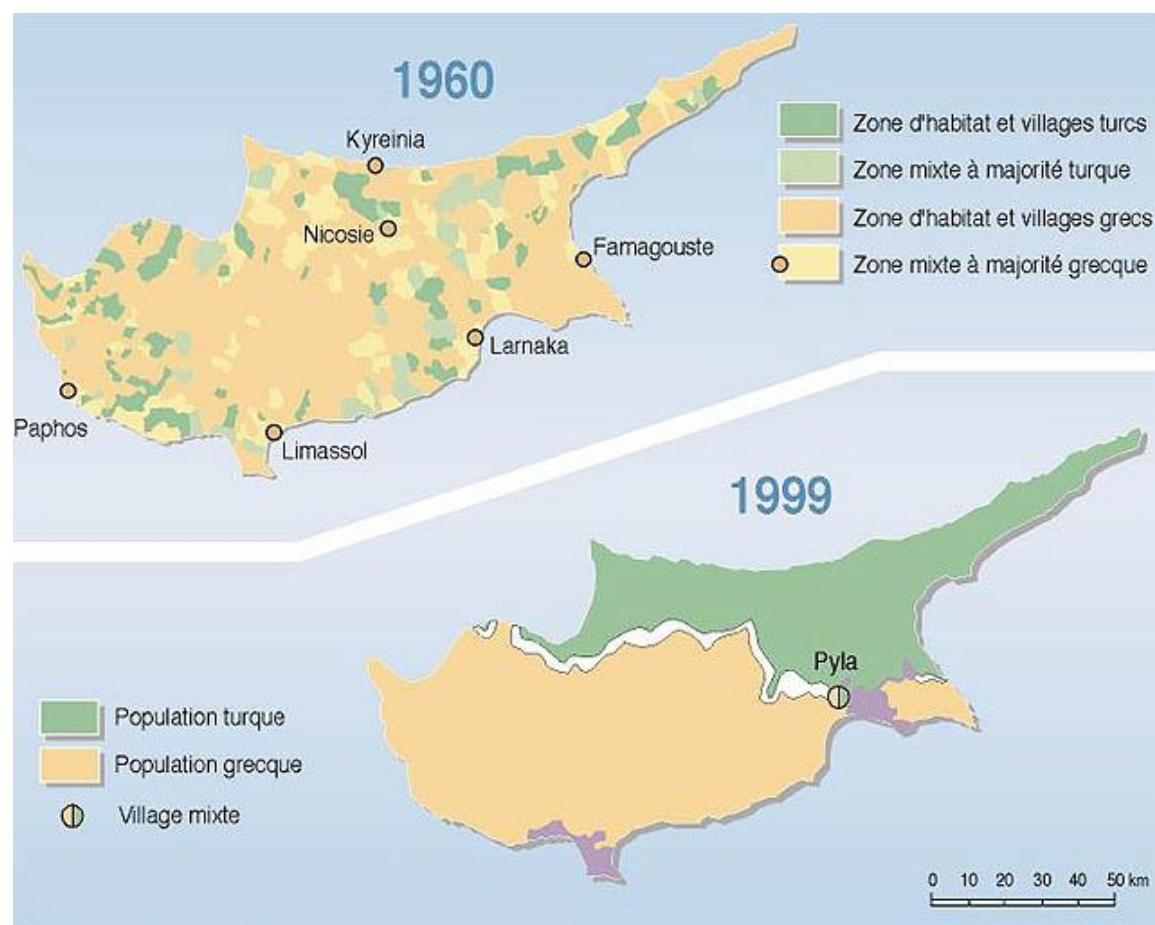 1960
Kyreinia
Nicosie
Famagouste
Larnaka
Paphos
Limassol
Zone d'habitat et villages turcs
Zone mixte à majorité turque
Zone d'habitat et villages grecs
Zone mixte à majorité grecque
1999
Pyla
Population turque
Population grecque
Village mixte
0 10 20 30 40 50 km